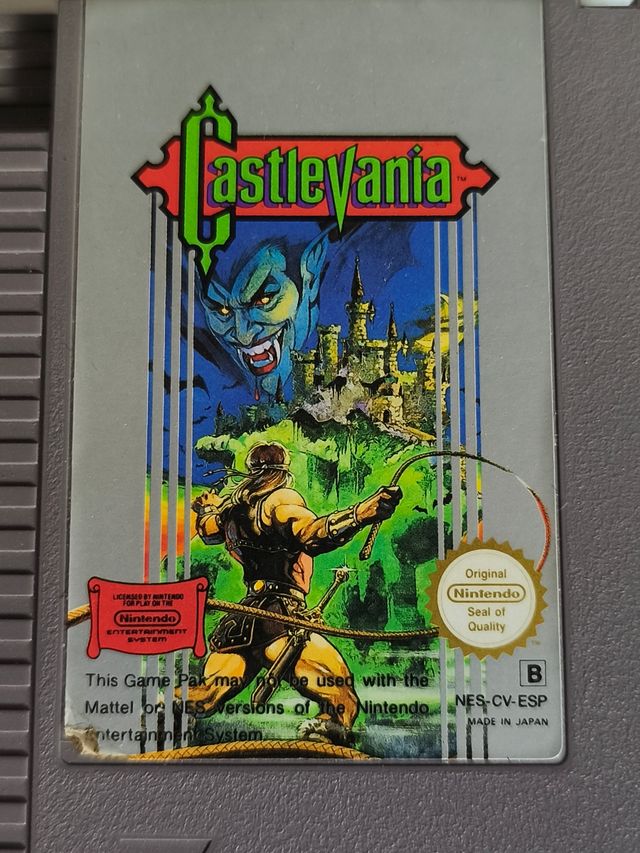 Castlevania™
LICENSED BY NINTENDO
FOR PLAY ON THE
Nintendo
ENTERTAINMENT
SYSTEM
Original
Nintendo
Seal of
Quality
TM
This Game Pak may not be used with the
Mattel or NES versions of the Nintendo
Entertainment System.
B
NES-CV-ESP
MADE IN JAPAN